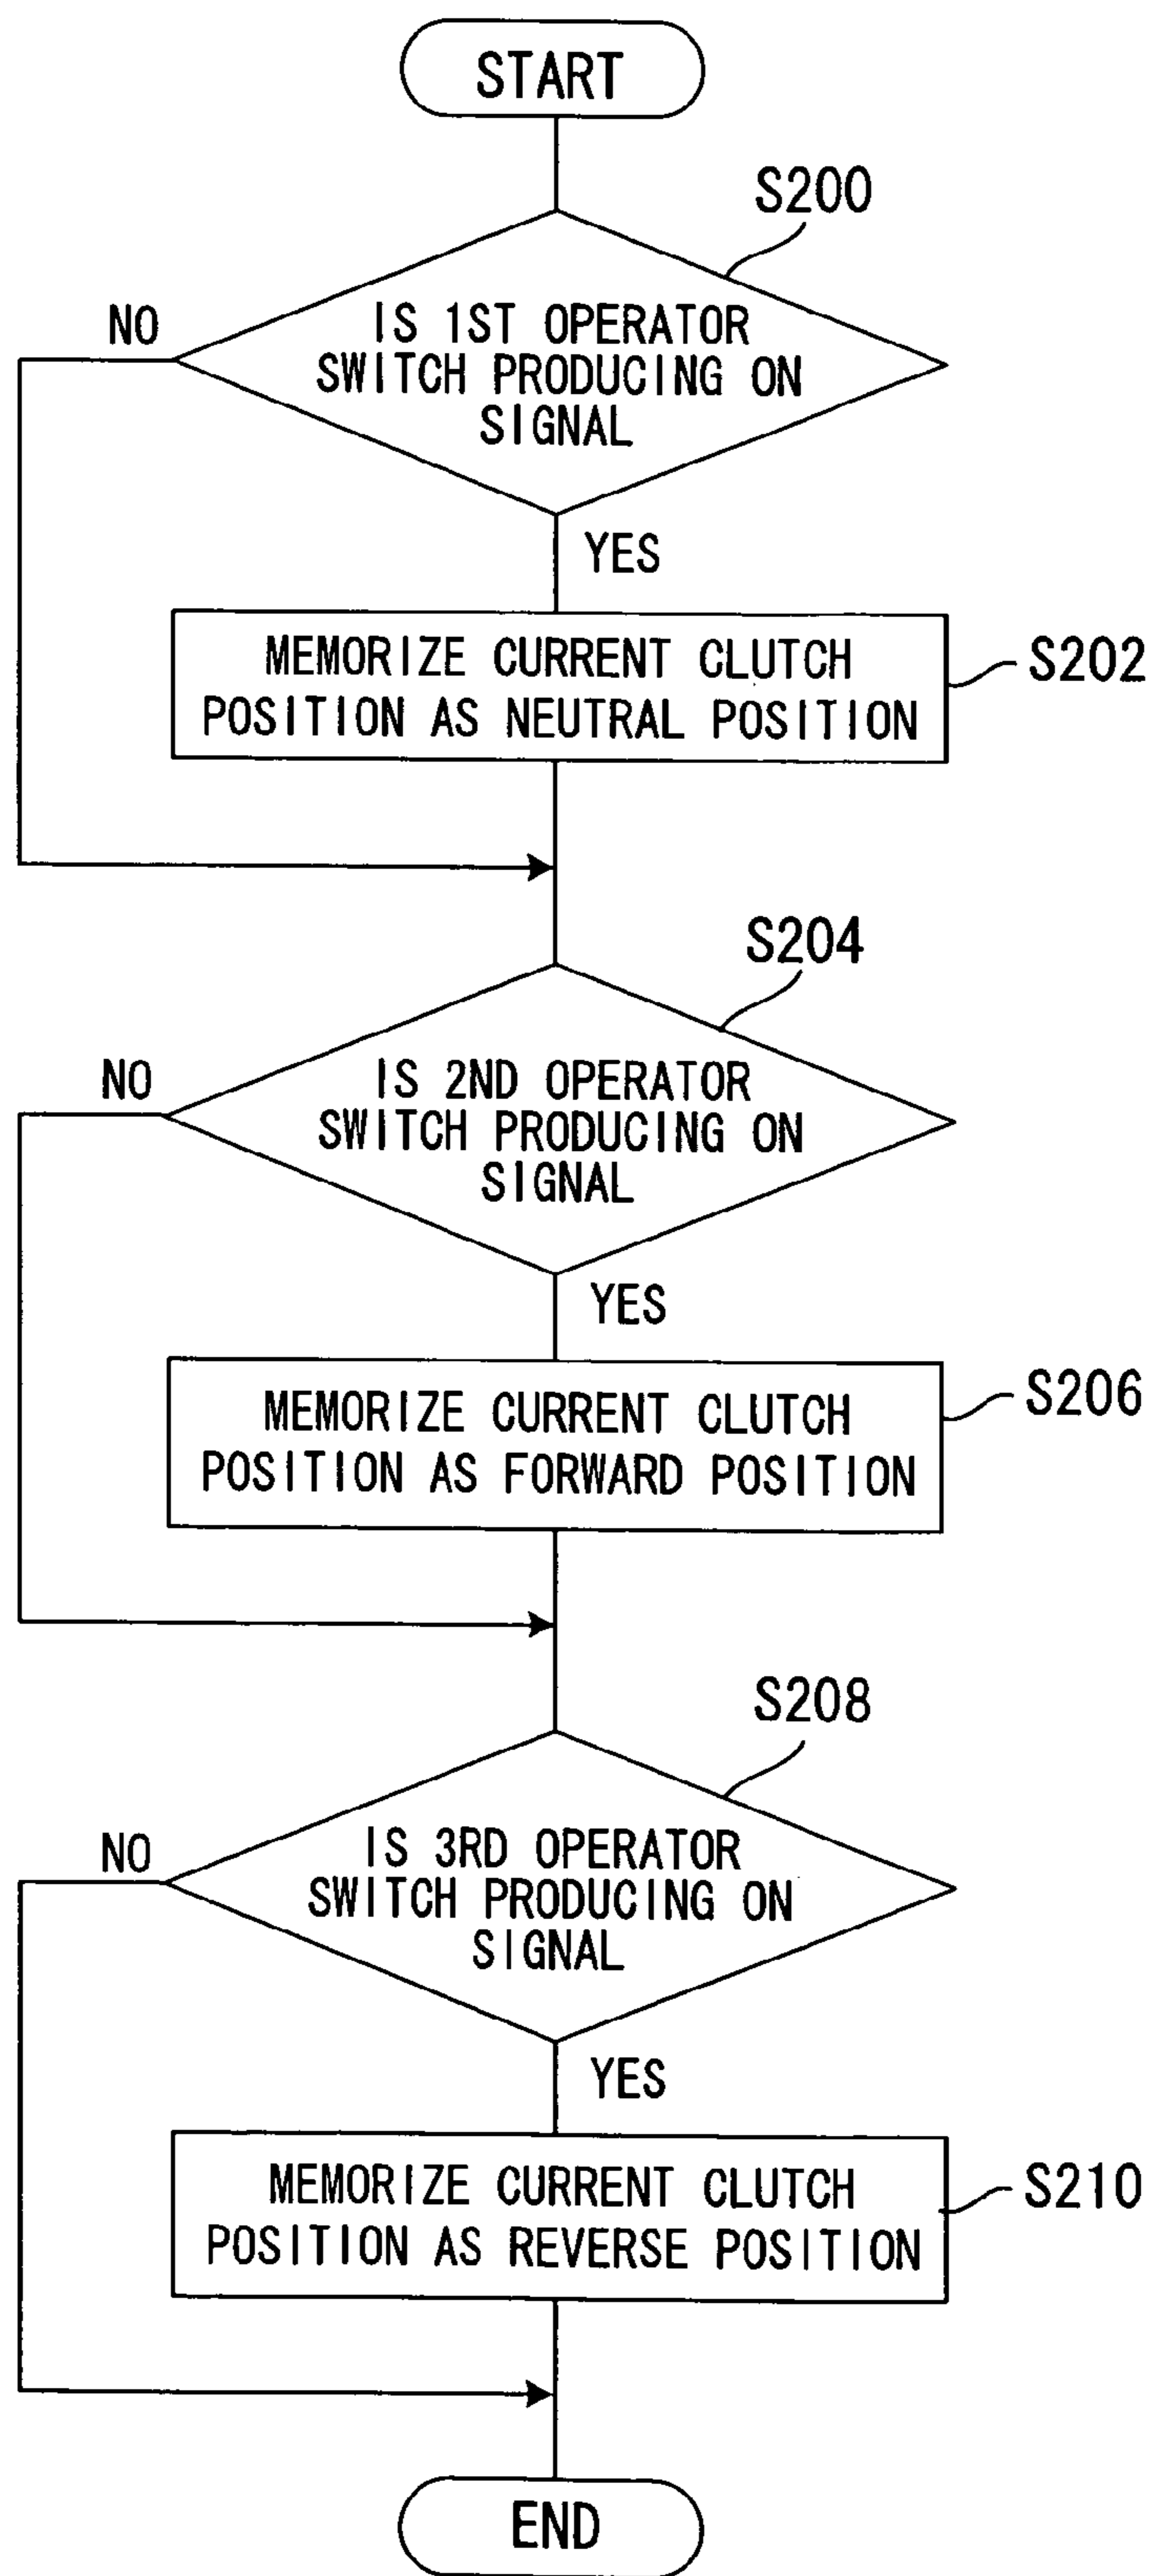 START
S200
NO
IS 1ST OPERATOR
SWITCH PRODUCING ON
SIGNAL
YES
MEMORIZE CURRENT CLUTCH
POSITION AS NEUTRAL POSITION
S202
S204
NO
IS 2ND OPERATOR
SWITCH PRODUCING ON
SIGNAL
YES
MEMORIZE CURRENT CLUTCH
POSITION AS FORWARD POSITION
S206
S208
NO
IS 3RD OPERATOR
SWITCH PRODUCING ON
SIGNAL
YES
MEMORIZE CURRENT CLUTCH
POSITION AS REVERSE POSITION
S210
END